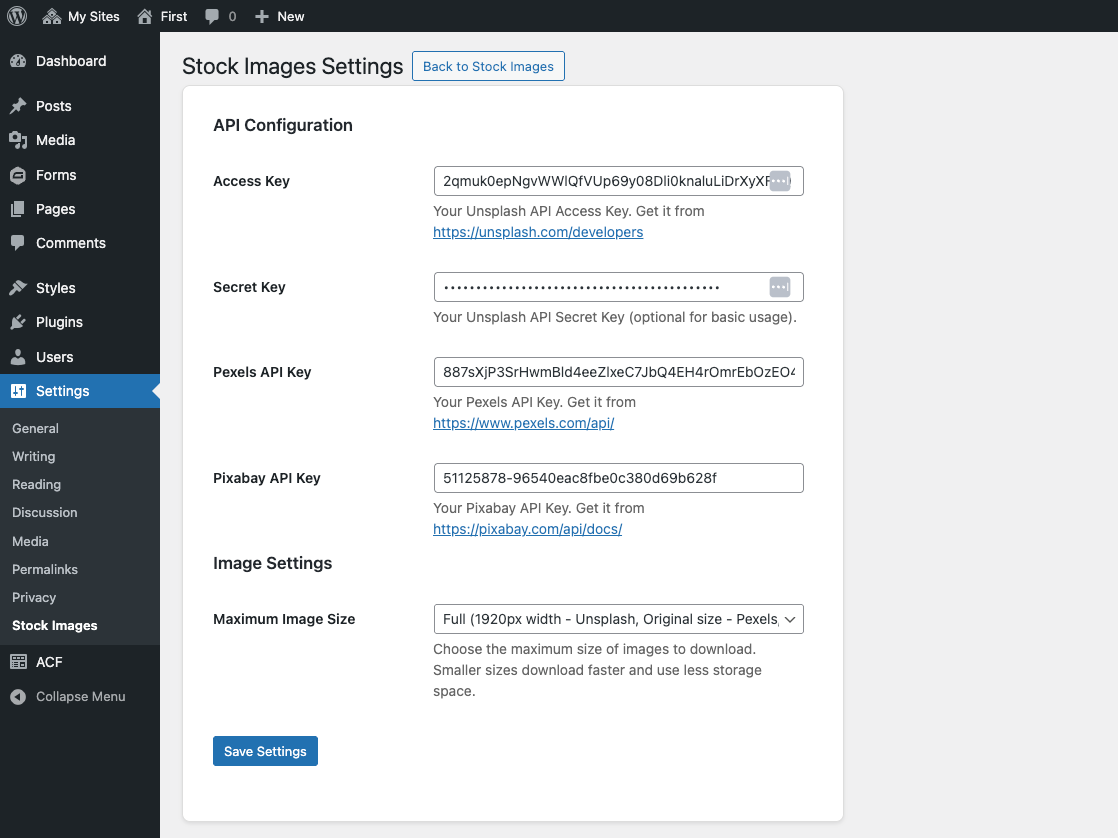 My Sites First 0 New
Dashboard
Posts
Media
Forms
Pages
Comments
Styles
Plugins
Users
Settings
General
Writing
Reading
Discussion
Media
Permalinks
Privacy
Stock Images
ACF
Collapse Menu
Stock Images Settings Back to Stock Images
API Configuration
Access Key
Your Unsplash API Access Key. Get it from
https://unsplash.com/developers
Secret Key ••••••••••••••••••••••••••••••••••••••••••
Your Unsplash API Secret Key (optional for basic usage).
Pexels API Key
Your Pexels API Key. Get it from
https://www.pexels.com/api/
Pixabay API Key
Your Pixabay API Key. Get it from
https://pixabay.com/api/docs/
Image Settings
Maximum Image Size Full (1920px width - Unsplash, Original size - Pexels,
Choose the maximum size of images to download.
Smaller sizes download faster and use less storage
space.
Save Settings